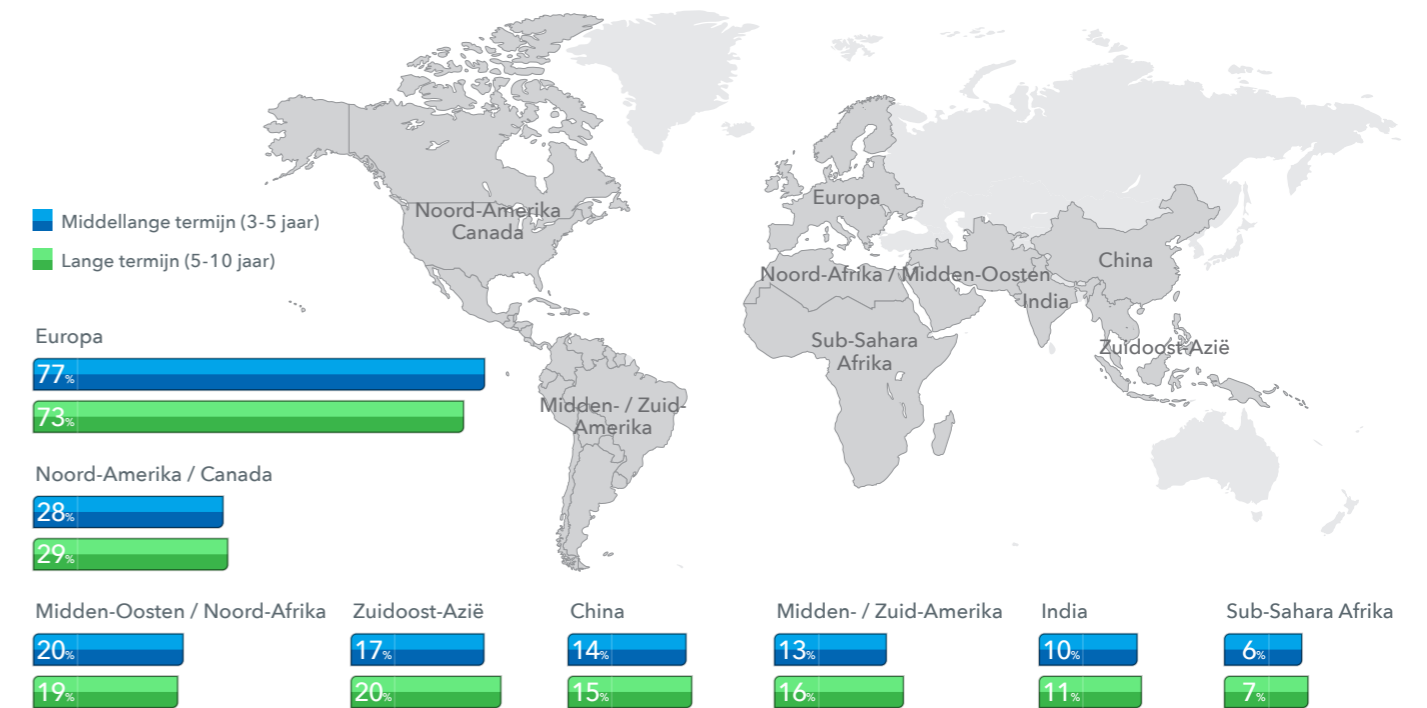 Noord-Amerika
Canada
Europa
Noord-Afrika / Midden-Oosten
China
India
Sub-Sahara
Afrika
Zuidoost-Azië
Midden- / Zuid-
Amerika
Middellange termijn (3-5 jaar)
Lange termijn (5-10 jaar)
Europa
77%
73%
Noord-Amerika / Canada
28%
29%
Midden-Oosten / Noord-Afrika
20%
19%
Zuidoost-Azië
17%
20%
China
14%
15%
Midden- / Zuid-Amerika
13%
16%
India
10%
11%
Sub-Sahara Afrika
6%
7%